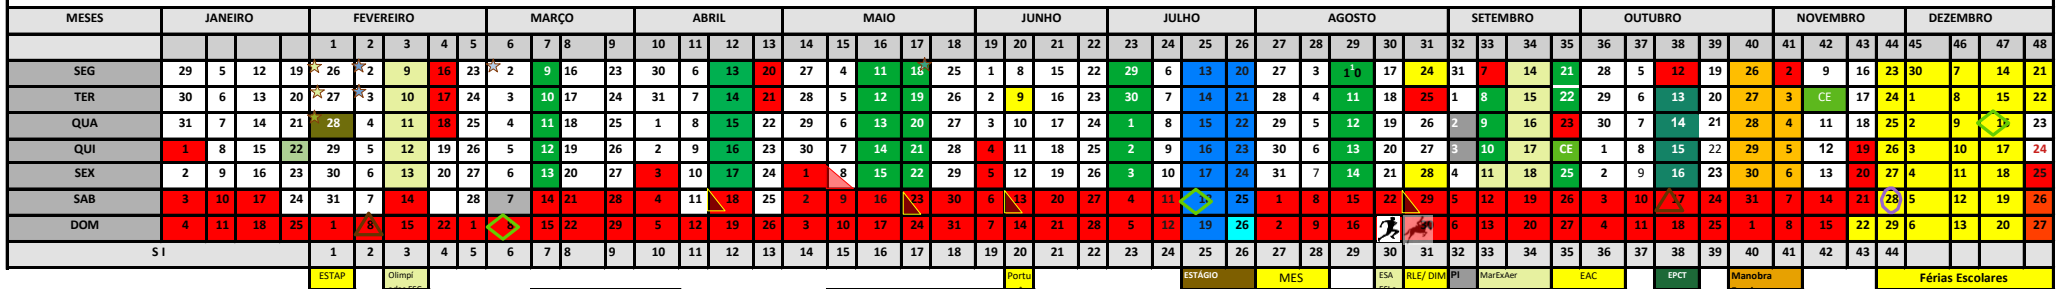 MESES JANEIRO FEVEREIRO MARÇO ABRIL MAIO JUNHO JULHO AGOSTO SETEMBRO OUTUBRO NOVEMBRO DEZEMBRO
1 2 3 4 5 6 7 8 9 10 11 12 13 14 15 16 17 18 19 20 21 22 23 24 25 26 27 28 29 30 31 32 33 34 35 36 37 38 39 40 41 42 43 44 45 46 47 48
SEG 29 5 12 19 26 2 9 16 23 2 9 16 23 30 6 13 20 27 4 11 18 25 1 8 15 22 29 6 13 20 27 3 10 17 24 31 7 14 21 28 5 12 19 26 2 9 16 23 30 7 14 21
TER 30 6 13 20 27 3 10 17 24 3 10 17 24 31 7 14 21 28 5 12 19 26 2 9 16 23 30 7 14 21 28 4 11 18 25 1 8 15 22 29 6 13 20 27 3 CE 17 24 1 8 15 22
QUA 31 7 14 21 28 4 11 18 25 4 11 18 25 1 8 15 22 29 6 13 20 27 3 10 17 24 1 8 15 22 29 5 12 19 26 2 9 16 23 30 7 14 21 28 4 11 18 25 2 9 16 23
QUI 1 8 15 22 29 5 12 19 26 5 12 19 26 2 9 16 23 30 7 14 21 28 4 11 18 25 2 9 16 23 30 6 13 20 27 3 10 17 CE 1 8 15 22 29 5 12 19 26 3 10 17 24
SEX 2 9 16 23 30 6 13 20 27 6 13 20 27 3 10 17 24 1 8 15 22 29 5 12 19 26 3 10 17 24 31 7 14 21 28 4 11 18 25 2 9 16 23 30 6 13 20 27 4 11 18 25
SAB 3 10 17 24 31 7 14 28 7 14 21 28 4 11 18 25 2 9 16 23 30 6 13 20 27 4 11 25 1 8 15 22 29 5 12 19 26 3 10 17 24 31 7 14 21 28 5 12 19 26
DOM 4 11 18 25 1 8 15 22 1 8 15 22 29 5 12 19 26 3 10 17 24 31 7 14 21 28 5 12 19 26 2 9 16 6 13 20 27 4 11 18 25 1 8 15 22 29 6 13 20 27
S I 1 2 3 4 5 6 7 8 9 10 11 12 13 14 15 16 17 18 19 20 21 22 23 24 25 26 27 28 29 30 31 32 33 34 35 36 37 38 39 40 41 42 43 44
ESTAP Olimpí Portu ESTÁGIO MES ESA RLE/ DIM PI MarExAer EAC EPCT Manobra Férias Escolares